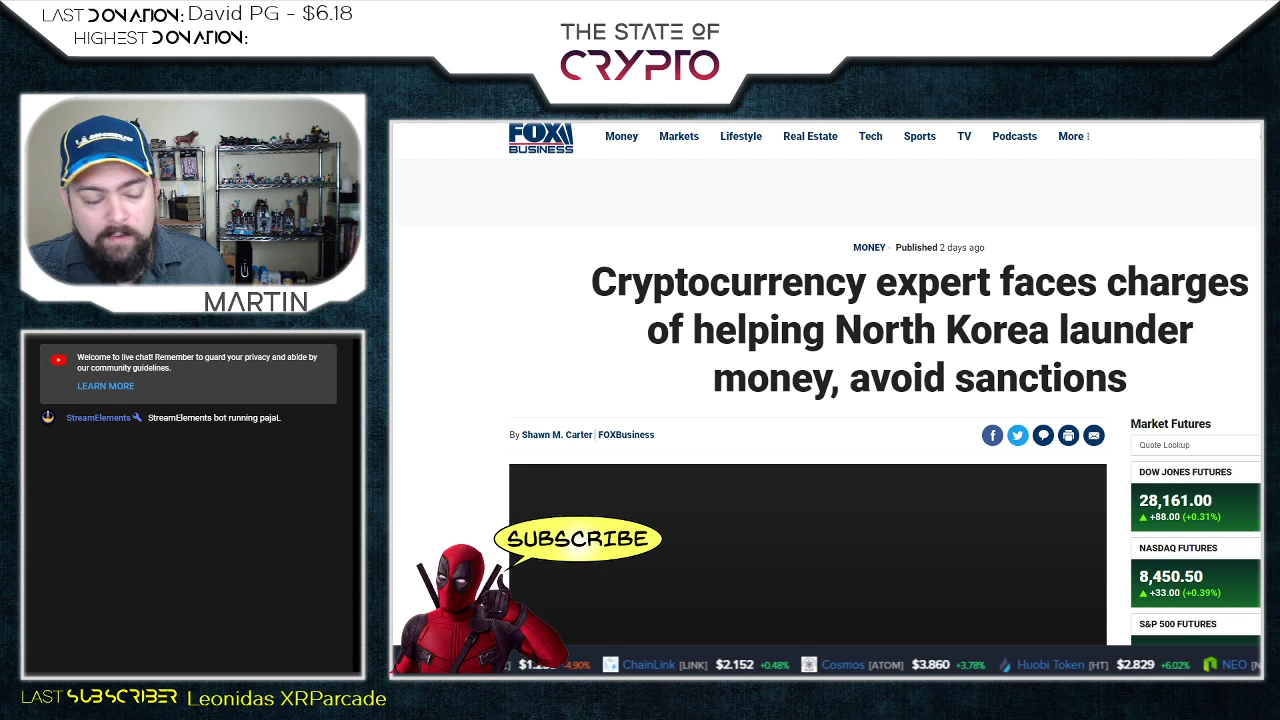 LAST DONATION: David PG - $6.18
HIGHEST DONATION:
THE STATE OF
CRYPTO
MARTIN
Welcome to live chat! Remember to guard your privacy and abide by
our community guidelines.
LEARN MORE
StreamElements StreamElements bot running pajaL
LAST SUBSCRIBER Leonidas XRParcade
FOX
BUSINESS
Money Markets Lifestyle Real Estate Tech Sports TV Podcasts More
MONEY · Published 2 days ago
Cryptocurrency expert faces charges
of helping North Korea launder
money, avoid sanctions
By Shawn M. Carter | FOXBusiness
Market Futures
Quote Lookup
DOW JONES FUTURES
28,161.00
▲ +88.00 (+0.31%)
NASDAQ FUTURES
8,450.50
▲ +33.00 (+0.39%)
S&P 500 FUTURES
SUBSCRIBE
4.90% ChainLink [LINK] $2.152 +0.48% Cosmos [ATOM] $3.860 +3.78% Huobi Token [HT] $2.829 +6.02% NEO